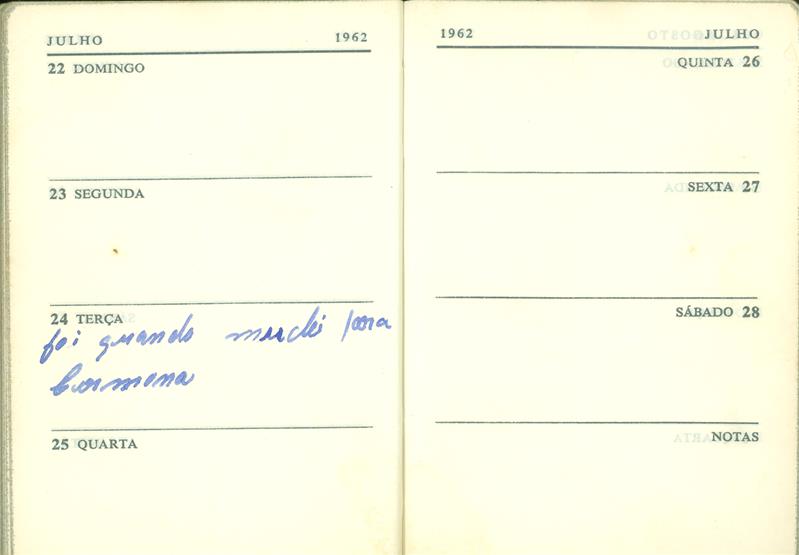 JULHO 1962
22 DOMINGO
23 SEGUNDA
24 TERÇA
foi quando mudei para
Carmona
25 QUARTA
1962 JULHO
QUINTA 26
SEXTA 27
SÁBADO 28
NOTAS